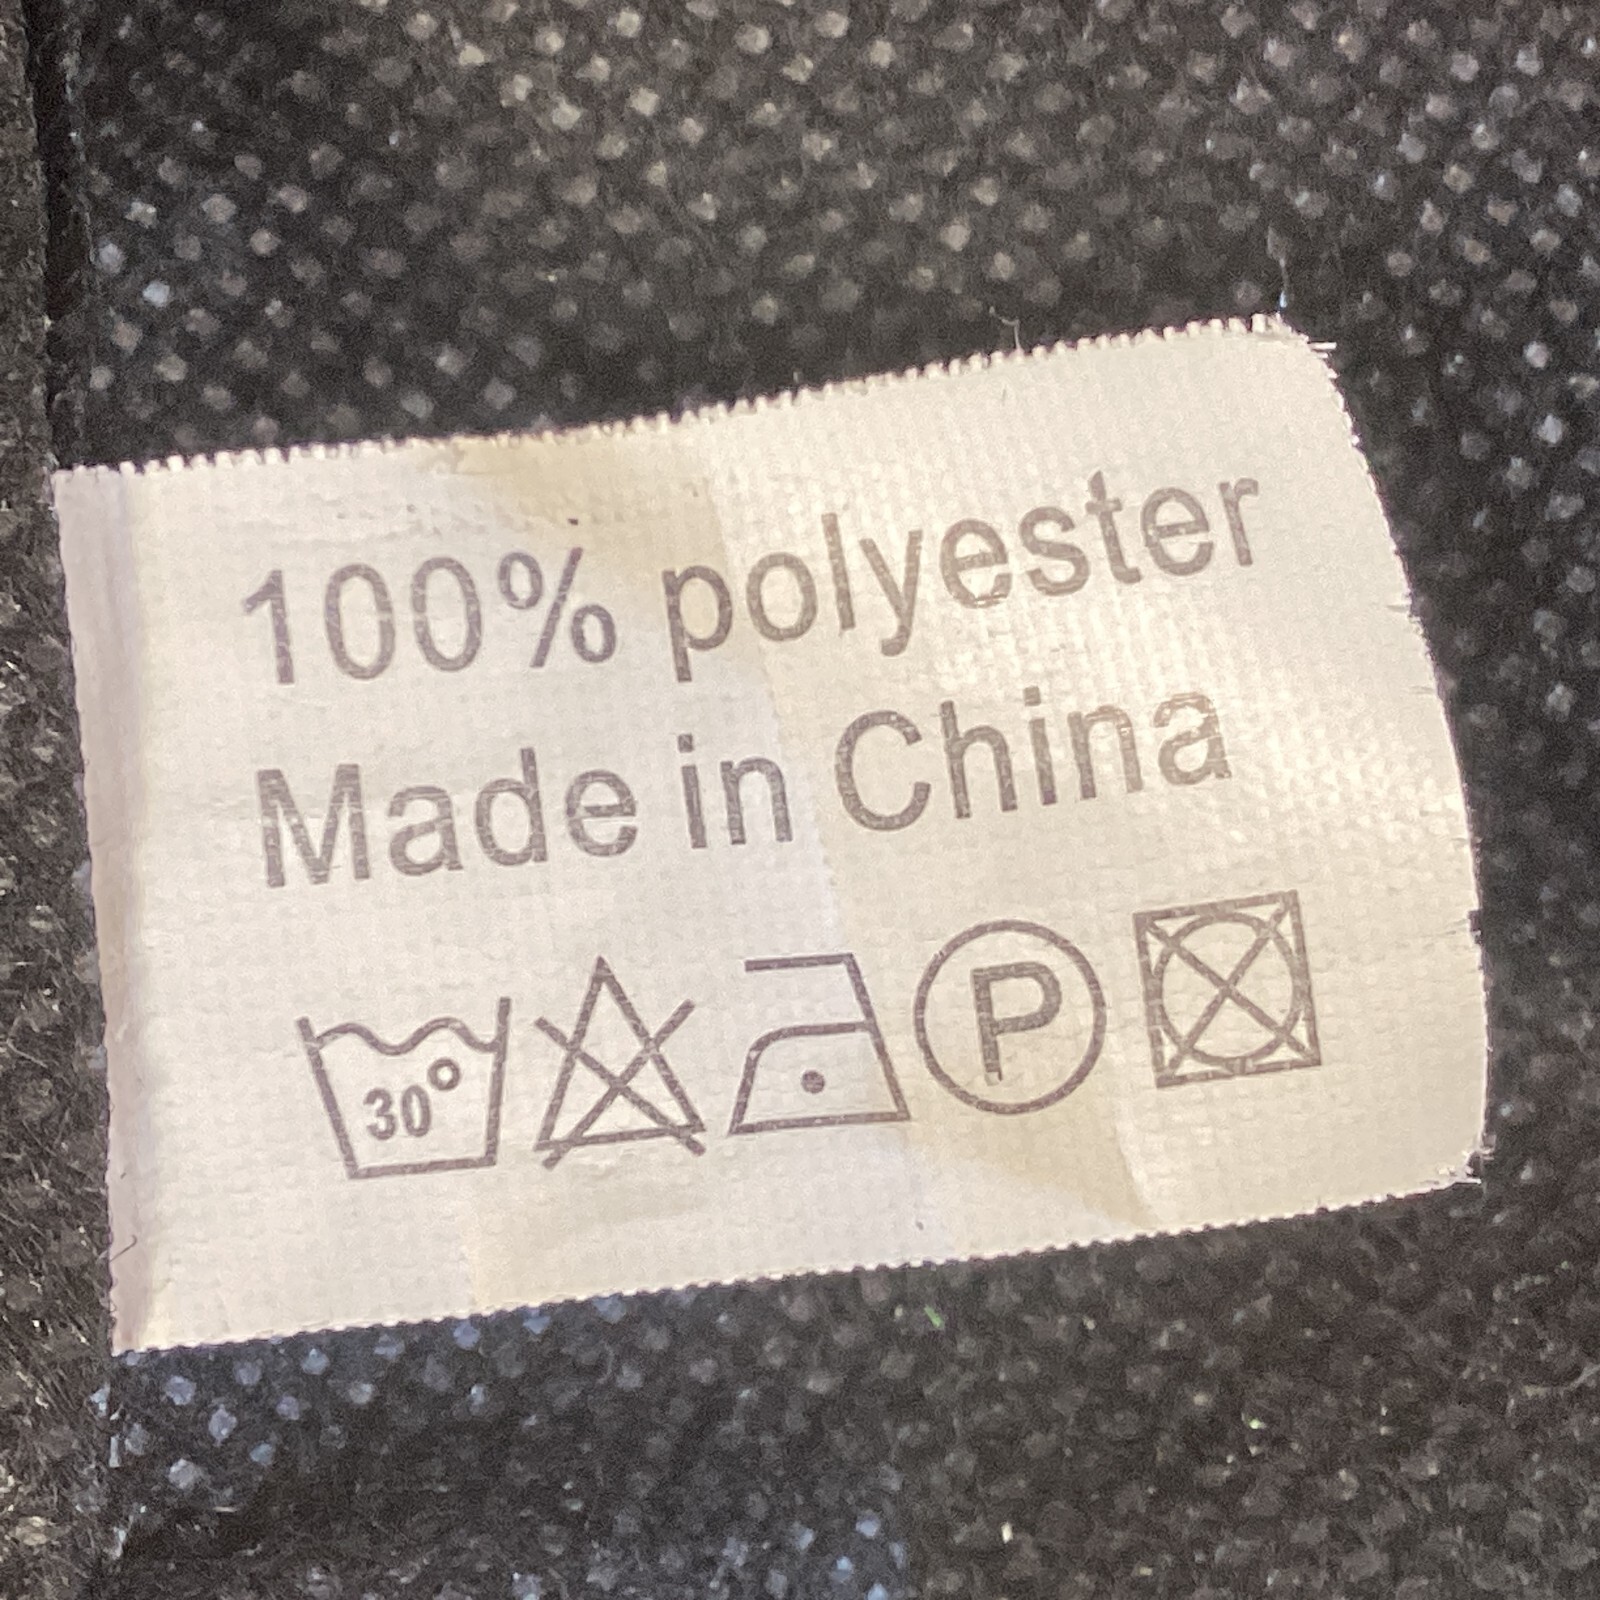 100% polyester
Made in China
30° P